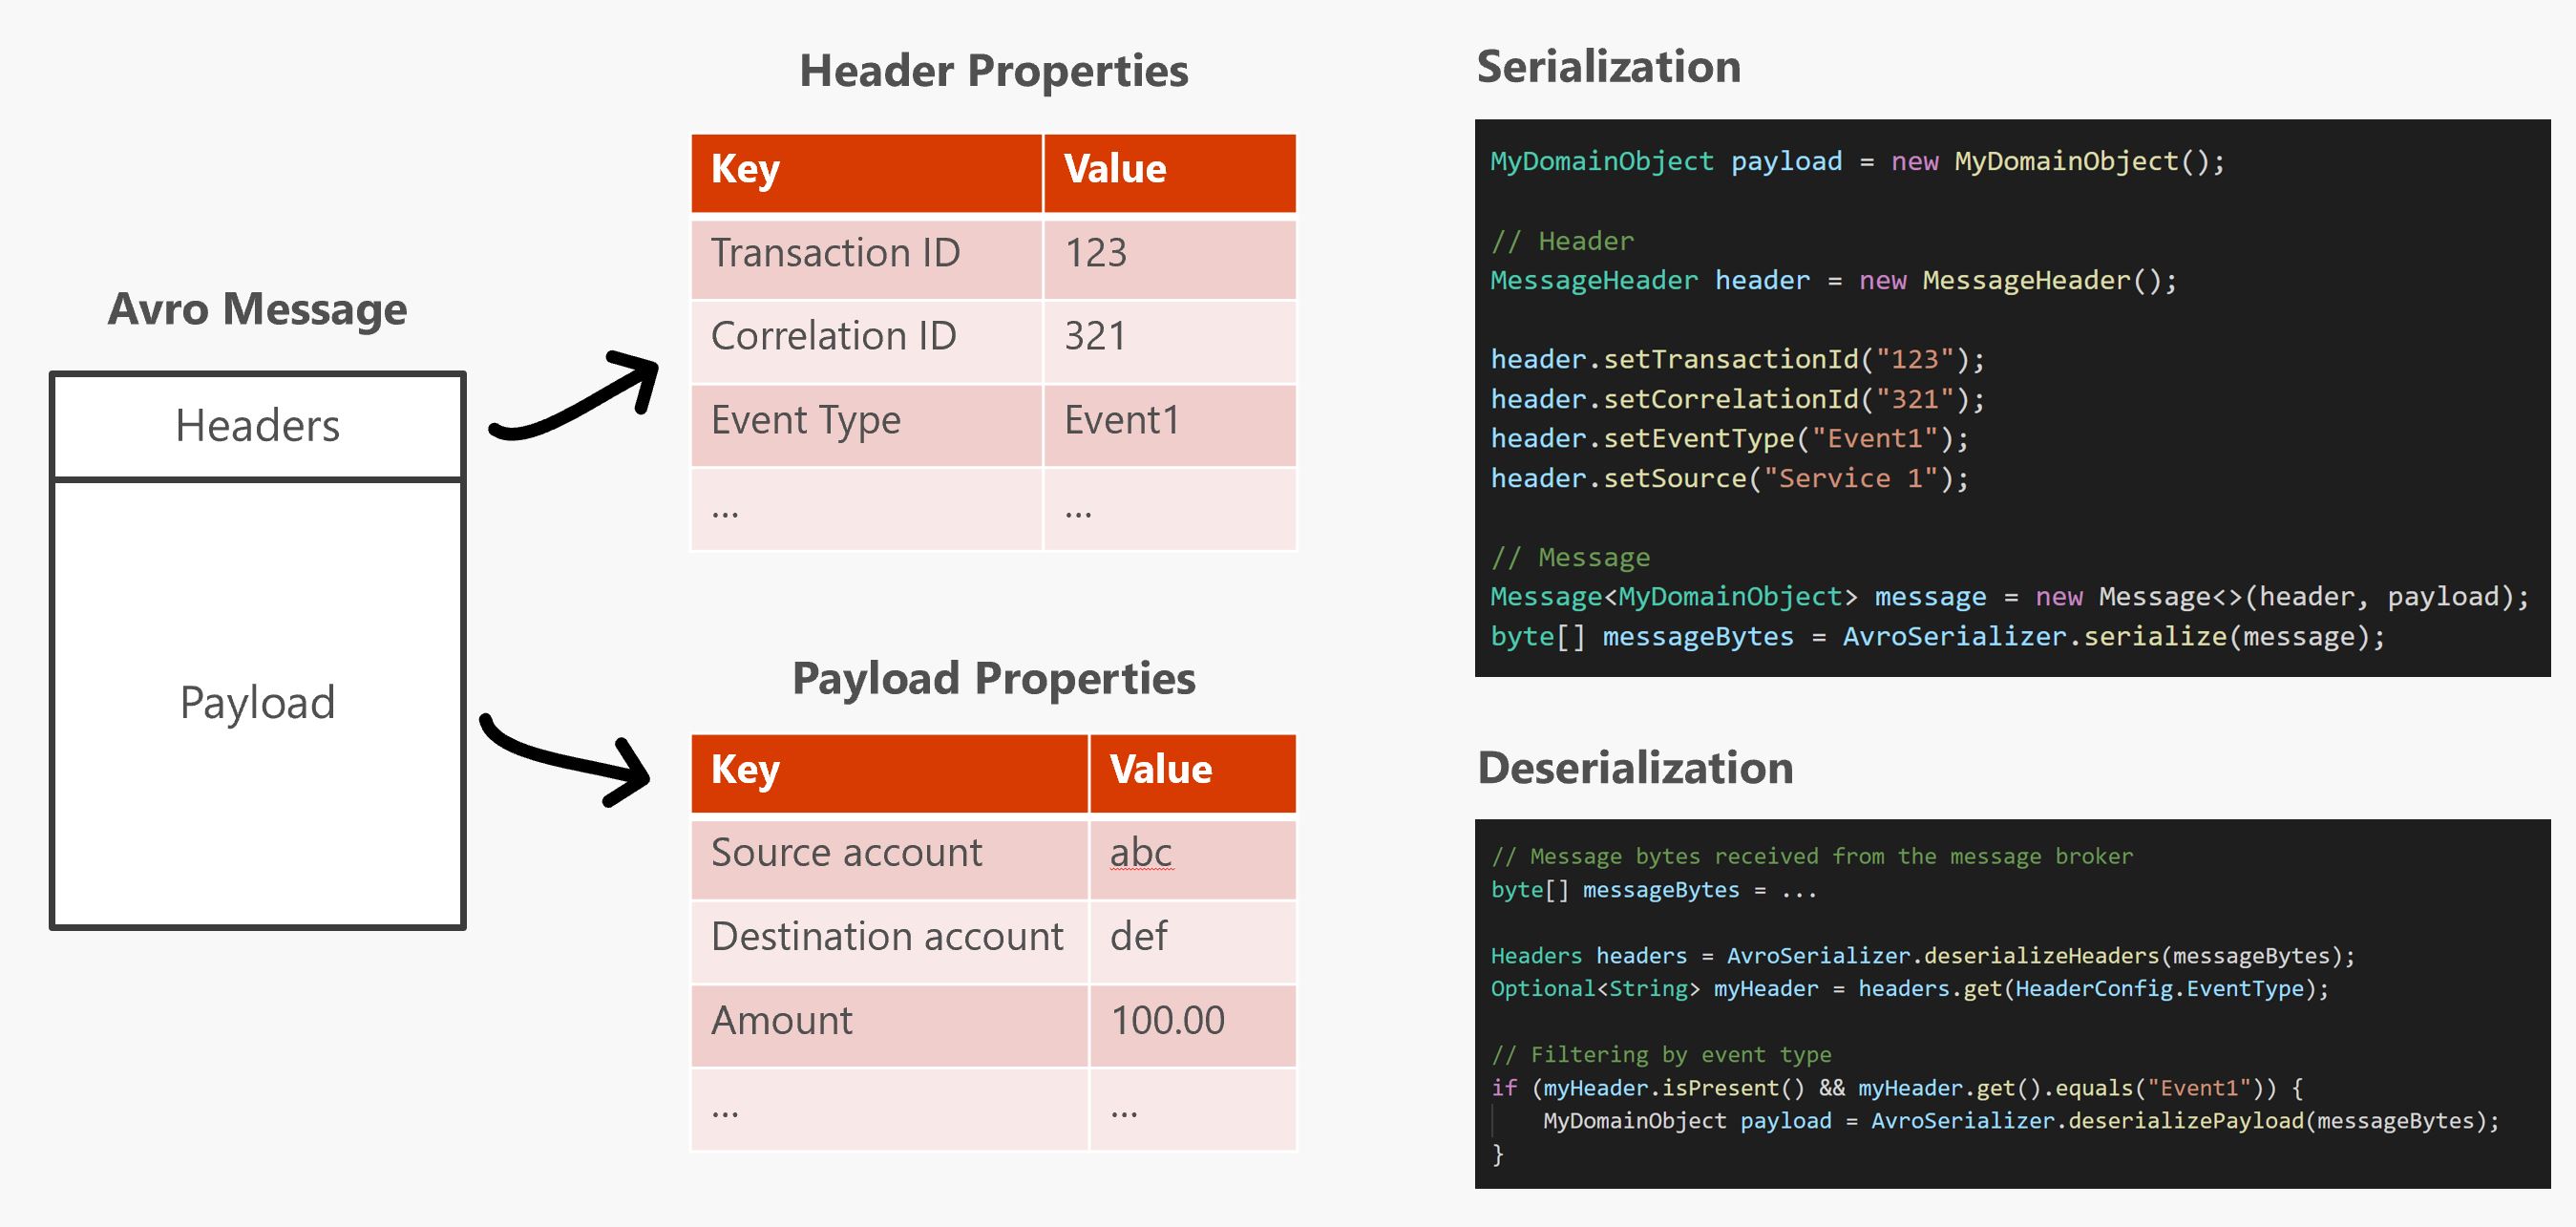 Avro Message
Headers
Payload
Header Properties
Key Value
Transaction ID 123
Correlation ID 321
Event Type Event1
... ...
Payload Properties
Key Value
Source account abc
Destination account def
Amount 100.00
... ...
Serialization
MyDomainObject payload = new MyDomainObject();
// Header
MessageHeader header = new MessageHeader();
header.setTransactionId("123");
header.setCorrelationId("321");
header.setEventType("Event1");
header.setSource("Service 1");
// Message
Message<MyDomainObject> message = new Message<>(header, payload);
byte[] messageBytes = AvroSerializer.serialize(message);
Deserialization
// Message bytes received from the message broker
byte[] messageBytes = ...
Headers headers = AvroSerializer.deserializeHeaders(messageBytes);
Optional<String> myHeader = headers.get(HeaderConfig.EventType);
// Filtering by event type
if (myHeader.isPresent() && myHeader.get().equals("Event1")) {
    MyDomainObject payload = AvroSerializer.deserializePayload(messageBytes);
}